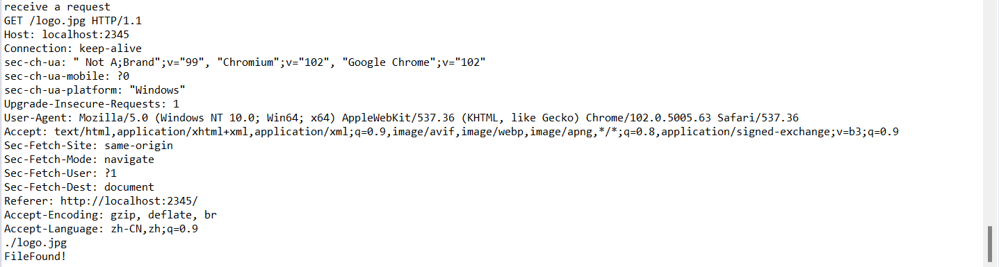 receive a request
GET /logo.jpg HTTP/1.1
Host: localhost:2345
Connection: keep-alive
sec-ch-ua: " Not A;Brand";v="99", "Chromium";v="102", "Google Chrome";v="102"
sec-ch-ua-mobile: ?0
sec-ch-ua-platform: "Windows"
Upgrade-Insecure-Requests: 1
User-Agent: Mozilla/5.0 (Windows NT 10.0; Win64; x64) AppleWebKit/537.36 (KHTML, like Gecko) Chrome/102.0.5005.63 Safari/537.36
Accept: text/html,application/xhtml+xml,application/xml;q=0.9,image/avif,image/webp,image/apng,*/*;q=0.8,application/signed-exchange;v=b3;q=0.9
Sec-Fetch-Site: same-origin
Sec-Fetch-Mode: navigate
Sec-Fetch-User: ?1
Sec-Fetch-Dest: document
Referer: http://localhost:2345/
Accept-Encoding: gzip, deflate, br
Accept-Language: zh-CN,zh;q=0.9
./logo.jpg
FileFound!